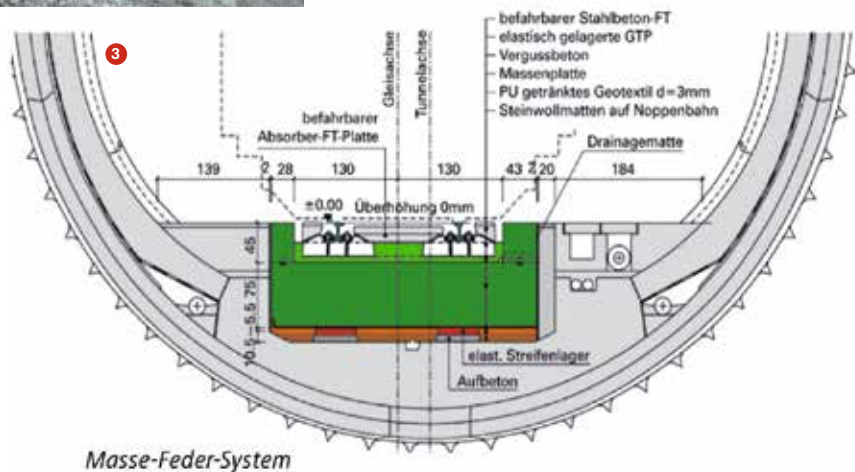 3
befahrbarer Stahlbeton-FT
elastisch gelagerte GTP
Vergussbeton
Massenplatte
PU getränktes Geotextil d=3mm
Steinwollmatten auf Noppenbahn
Gleisachse
Tunnelachse
befahrbarer
Absorber-FT-Platte
Drainagematte
139 2 28 130 130 43 2 20 184
±0.00 Überhöhung 0mm
45
75
5.5
10.5
elast. Streifenlager
Aufbeton
Masse-Feder-System